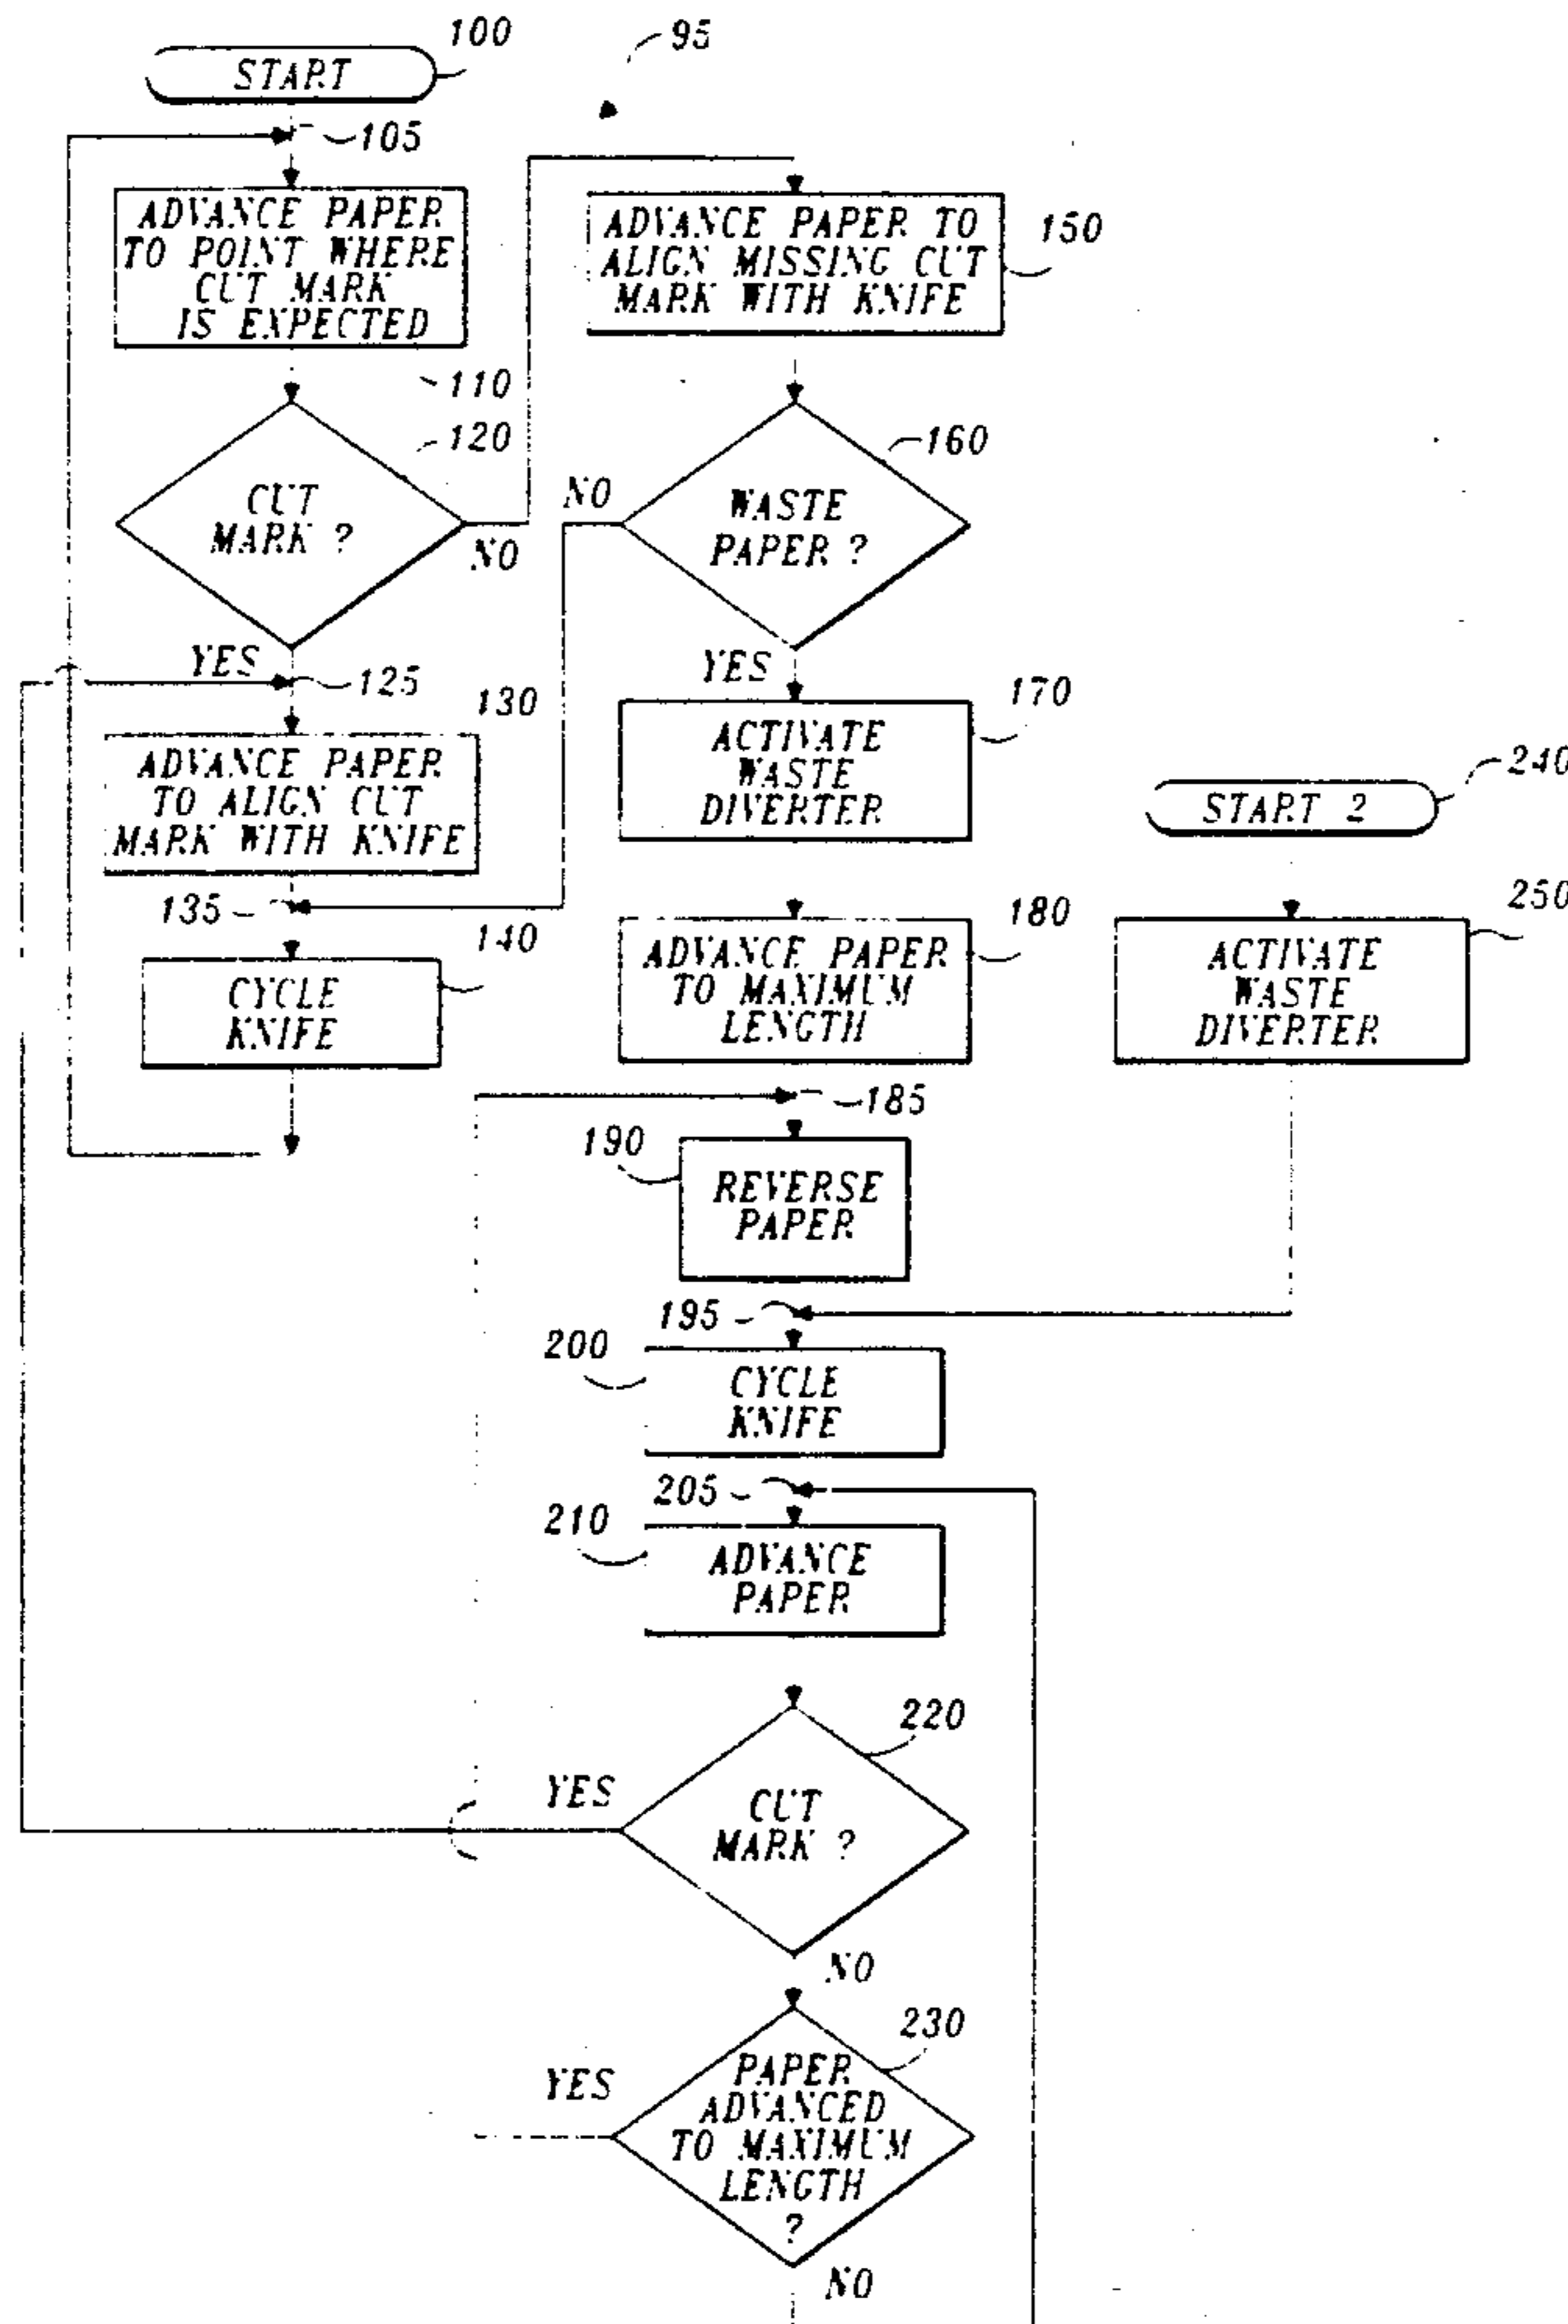 100
START
95
105
ADVANCE PAPER
TO POINT WHERE
CUT MARK
IS EXPECTED
110
ADVANCE PAPER TO
ALIGN MISSING CUT
MARK WITH KNIFE
150
120
CUT
MARK ?
NO
160
WASTE
PAPER ?
NO
YES
125
YES
130
ADVANCE PAPER
TO ALIGN CUT
MARK WITH KNIFE
135
140
CYCLE
KNIFE
170
ACTIVATE
WASTE
DIVERTER
180
ADVANCE PAPER
TO MAXIMUM
LENGTH
240
START 2
250
ACTIVATE
WASTE
DIVERTER
185
190
REVERSE
PAPER
195
200
CYCLE
KNIFE
205
210
ADVANCE
PAPER
220
YES
CUT
MARK ?
NO
230
YES
PAPER
ADVANCED
TO MAXIMUM
LENGTH
?
NO